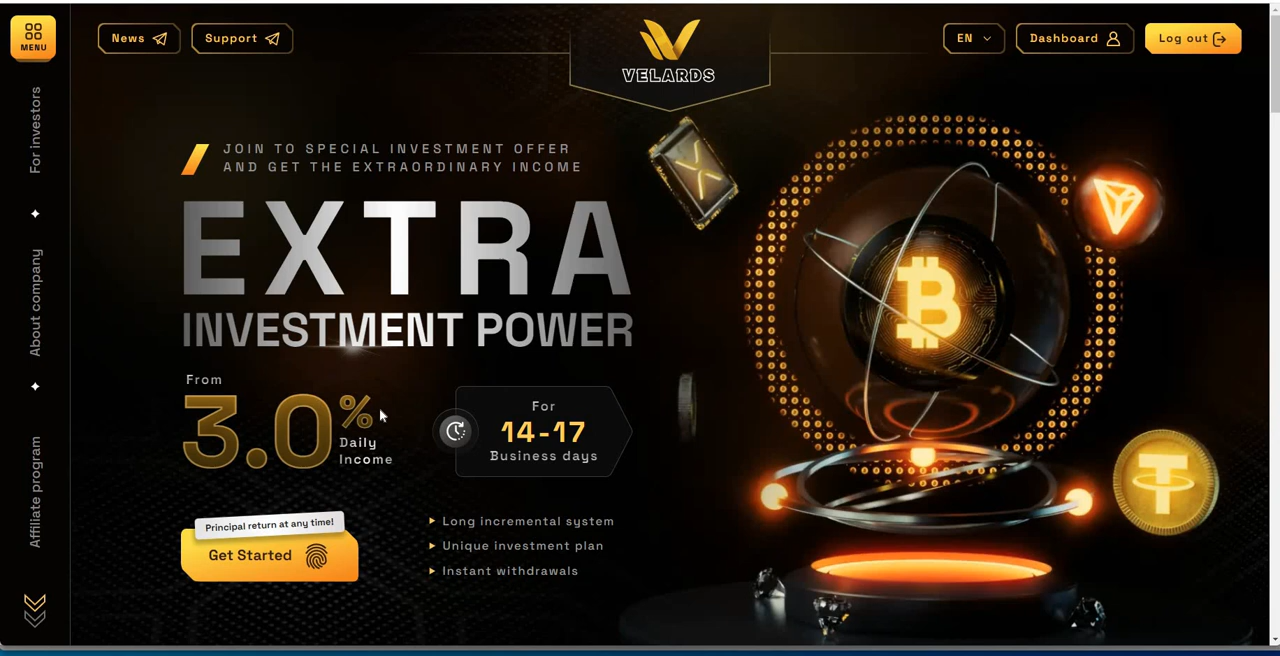 MENU
News
Support
VELARDS
EN
Dashboard
Log out
For investors
About company
Affiliate program
JOIN TO SPECIAL INVESTMENT OFFER
AND GET THE EXTRAORDINARY INCOME
EXTRA
INVESTMENT POWER
From
3.0%
Daily
Income
For
14-17
Business days
Principal return at any time!
Get Started
Long incremental system
Unique investment plan
Instant withdrawals